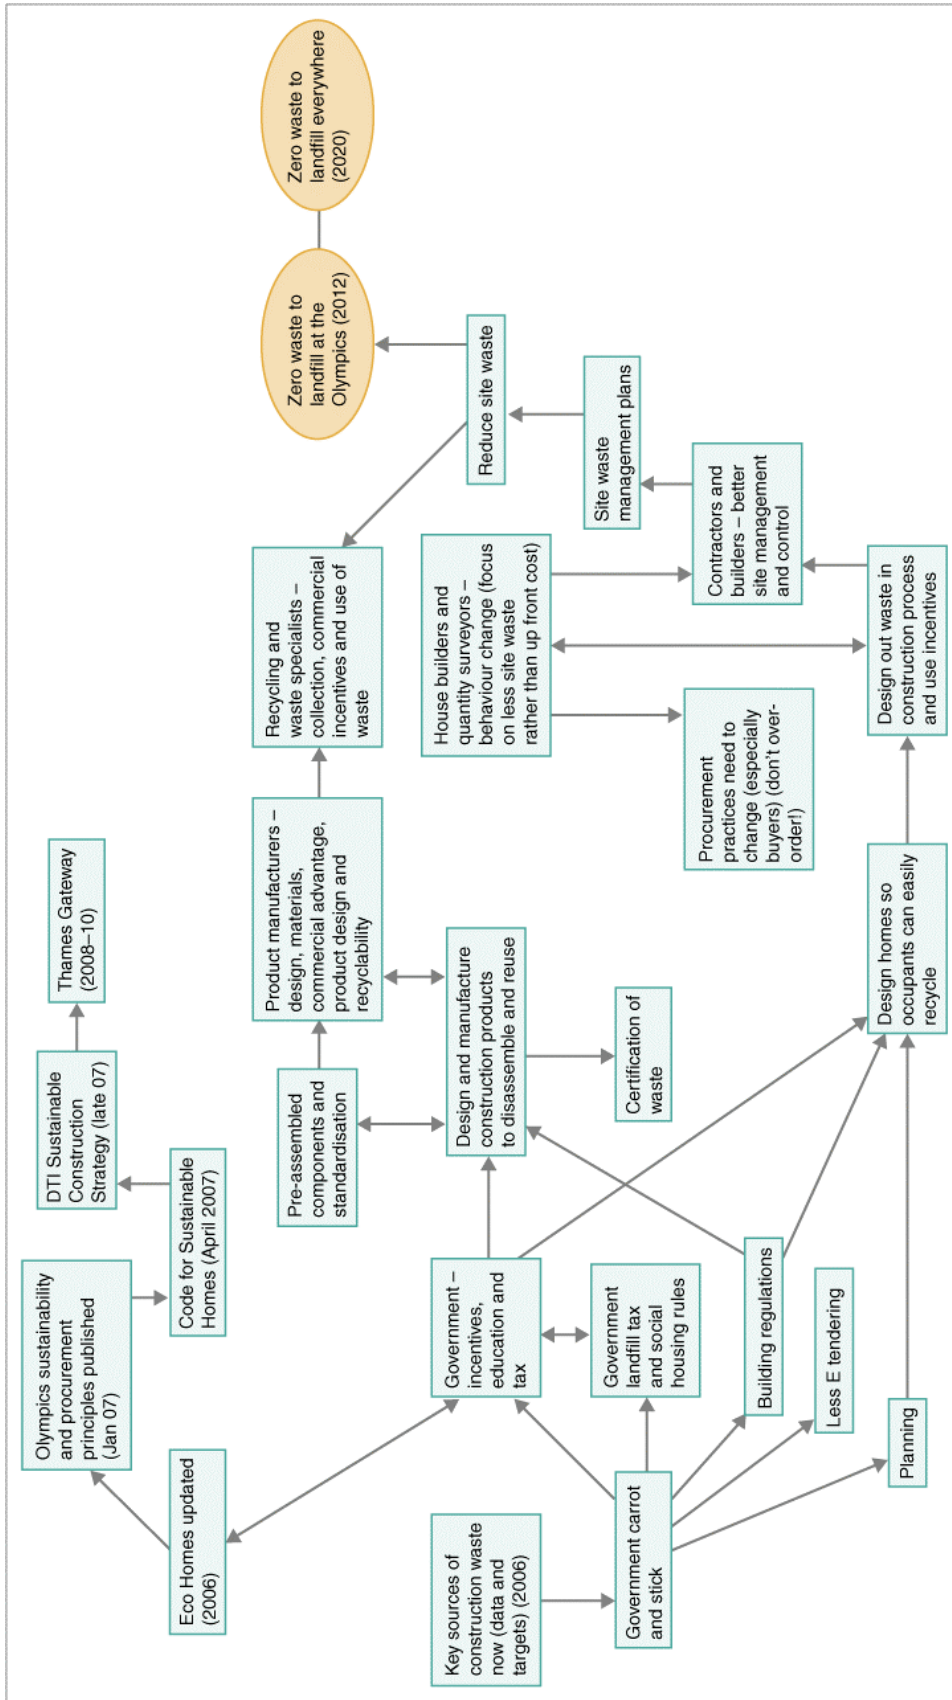 Olympics sustainability
and procurement
principles published
(Jan 07)
DTI Sustainable
Construction
Strategy (late 07)
Thames Gateway
(2008–10)
Eco Homes updated
(2006)
Code for Sustainable
Homes (April 2007)
Pre-assembled
components and
standardisation
Product manufacturers –
design, materials,
commercial advantage,
product design and
recyclability
Recycling and
waste specialists –
collection, commercial
incentives and use of
waste
Zero waste to
landfill at the
Olympics (2012)
Zero waste to
landfill everywhere
(2020)
Key sources of
construction waste
now (data and
targets) (2006)
Government –
incentives,
education and
tax
Design and manufacture
construction products
to disassemble and reuse
House builders and
quantity surveyors –
behaviour change (focus
on less site waste
rather than up front cost)
Reduce site waste
Government carrot
and stick
Government
landfill tax
and social
housing rules
Certification of
waste
Site waste
management plans
Building regulations
Procurement
practices need to
change (especially
buyers) (don't over-
order!)
Contractors and
builders – better
site management
and control
Less E tendering
Planning
Design homes so
occupants can easily
recycle
Design out waste in
construction process
and use incentives